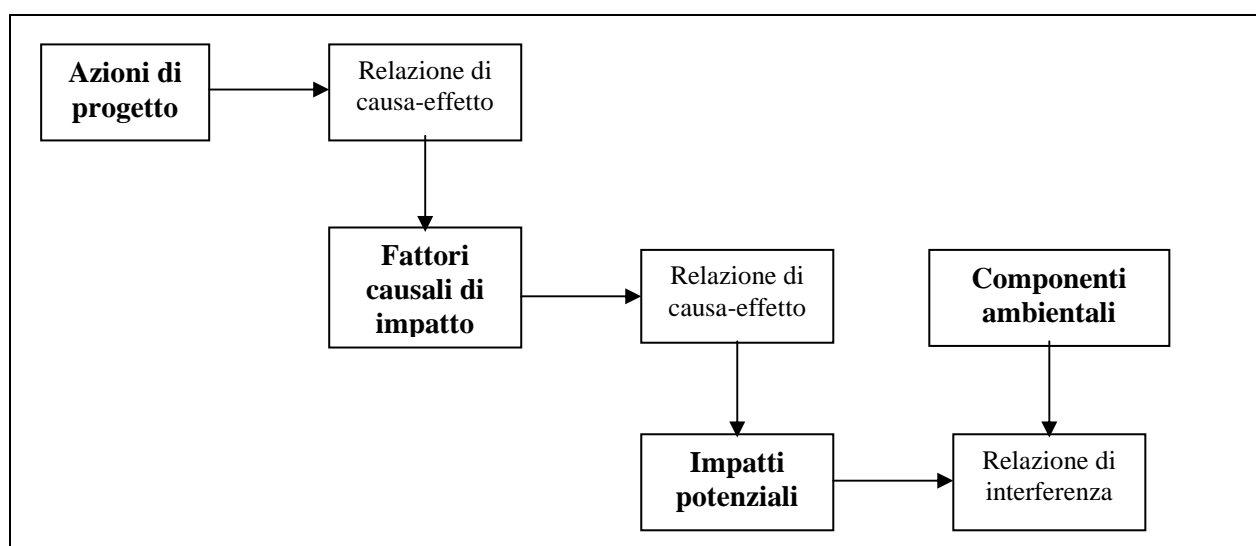 Azioni di
progetto
Relazione di
causa-effetto
Fattori
causali di
impatto
Relazione di
causa-effetto
Componenti
ambientali
Impatti
potenziali
Relazione di
interferenza